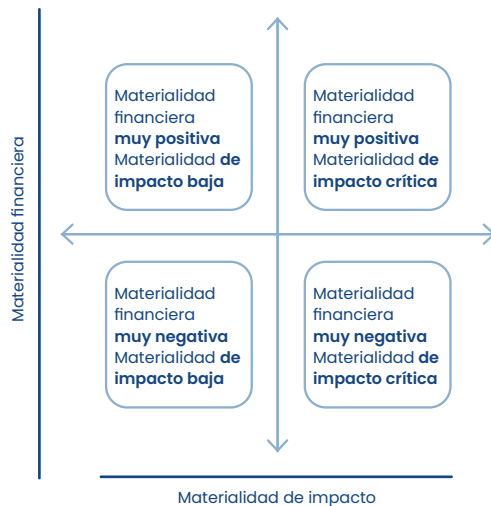 Materialidad financiera
Materialidad
financiera
muy positiva
Materialidad de
impacto baja
Materialidad
financiera
muy positiva
Materialidad de
impacto crítica
Materialidad
financiera
muy negativa
Materialidad de
impacto baja
Materialidad
financiera
muy negativa
Materialidad de
impacto crítica
Materialidad de impacto